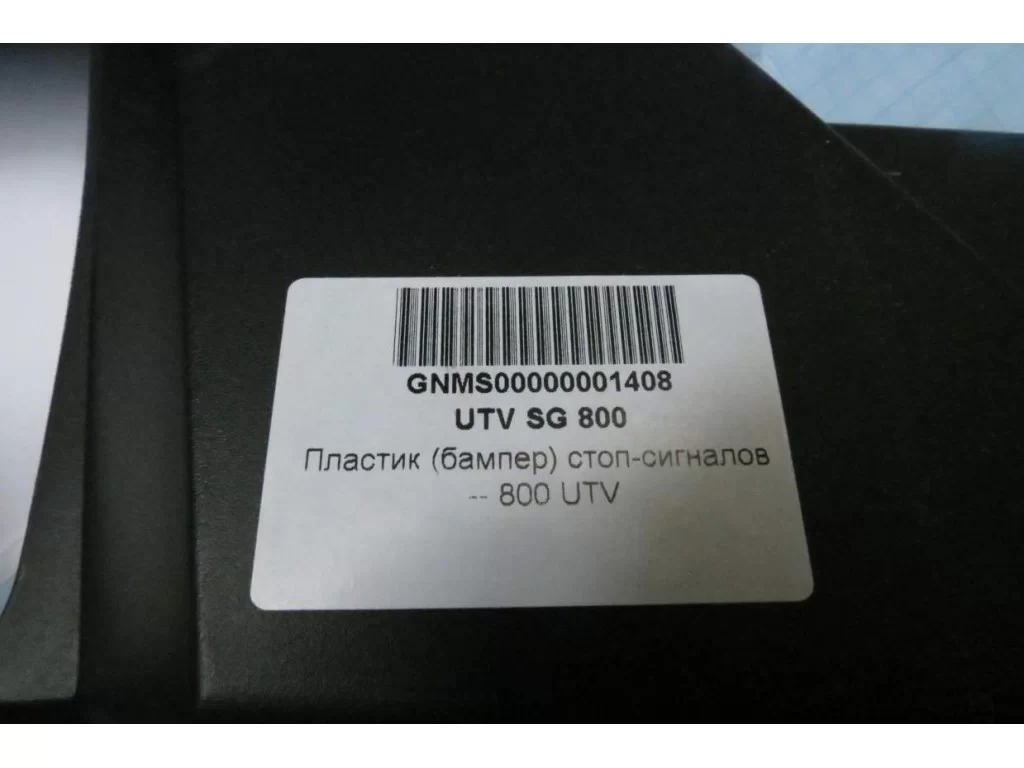 GNMS00000001408
UTV SG 800
Пластик (бампер) стоп-сигналов
-- 800 UTV